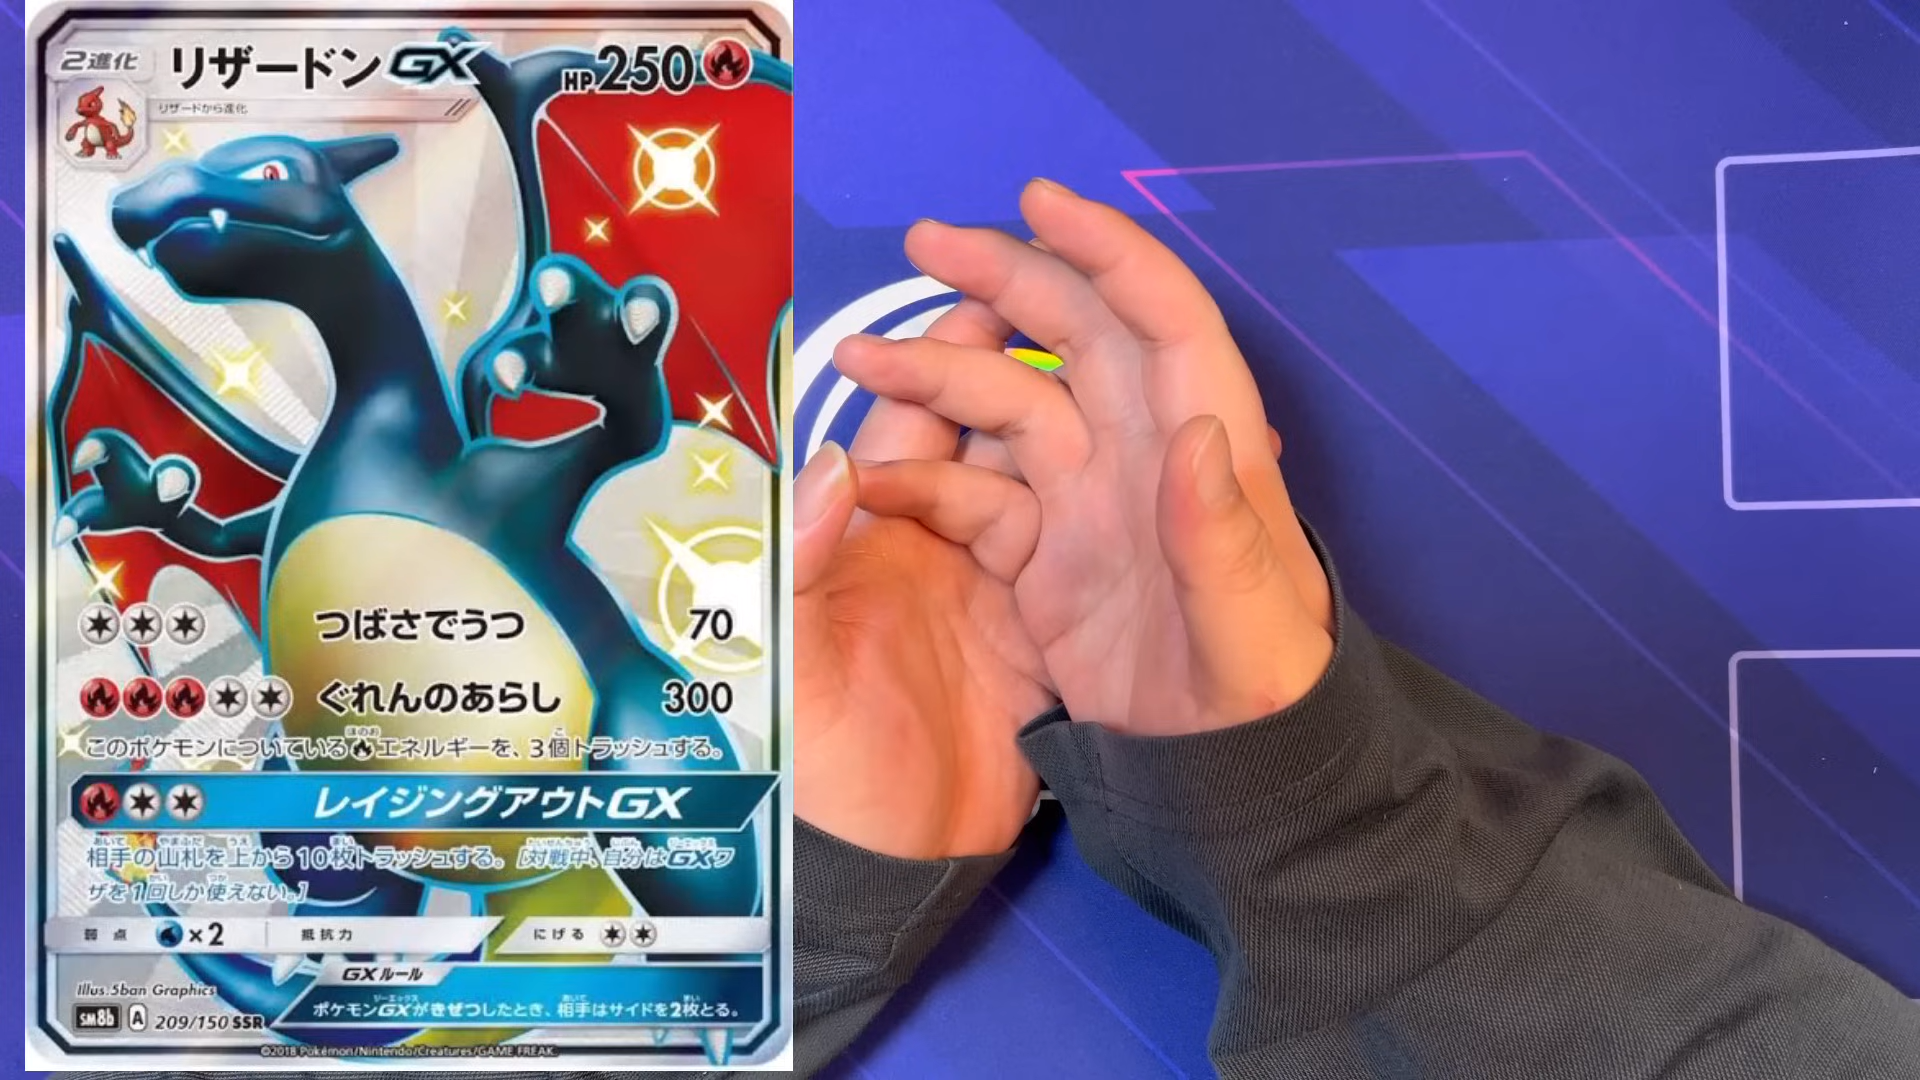 2進化 リザードンGX HP250
リザードから進化
つばさでうつ 70
ぐれんのあらし 300
このポケモンについている エネルギーを、3個トラッシュする。
レイジングアウトGX
相手の山札を上から10枚トラッシュする。[対戦中、自分はGXワ
ザを1回しか使えない。]
弱点 ×2 抵抗力 にげる
GXルール
ポケモンGXがきぜつしたとき、相手はサイドを2枚とる。
Illus. 5ban Graphics
SM8b A 209/150 SSR
©2018 Pokémon/Nintendo/Creatures/GAME FREAK.